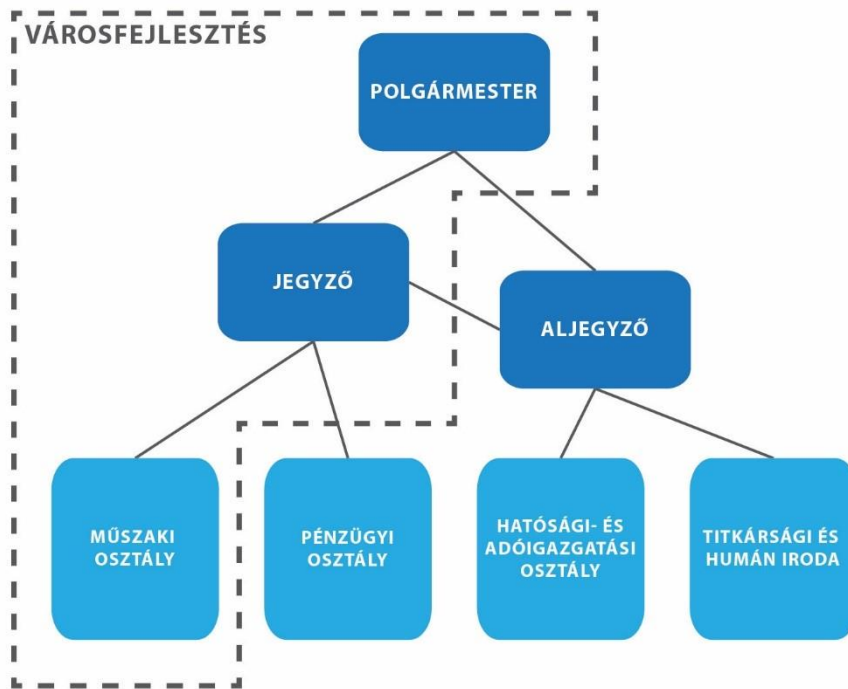 VÁROSFEJLESZTÉS
POLGÁRMESTER
JEGYZŐ
ALJEGYZŐ
MŰSZAKI
OSZTÁLY
PÉNZÜGYI
OSZTÁLY
HATÓSÁGI- ÉS
ADÓIGAZGATÁSI
OSZTÁLY
TITKÁRSÁGI ÉS
HUMÁN IRODA